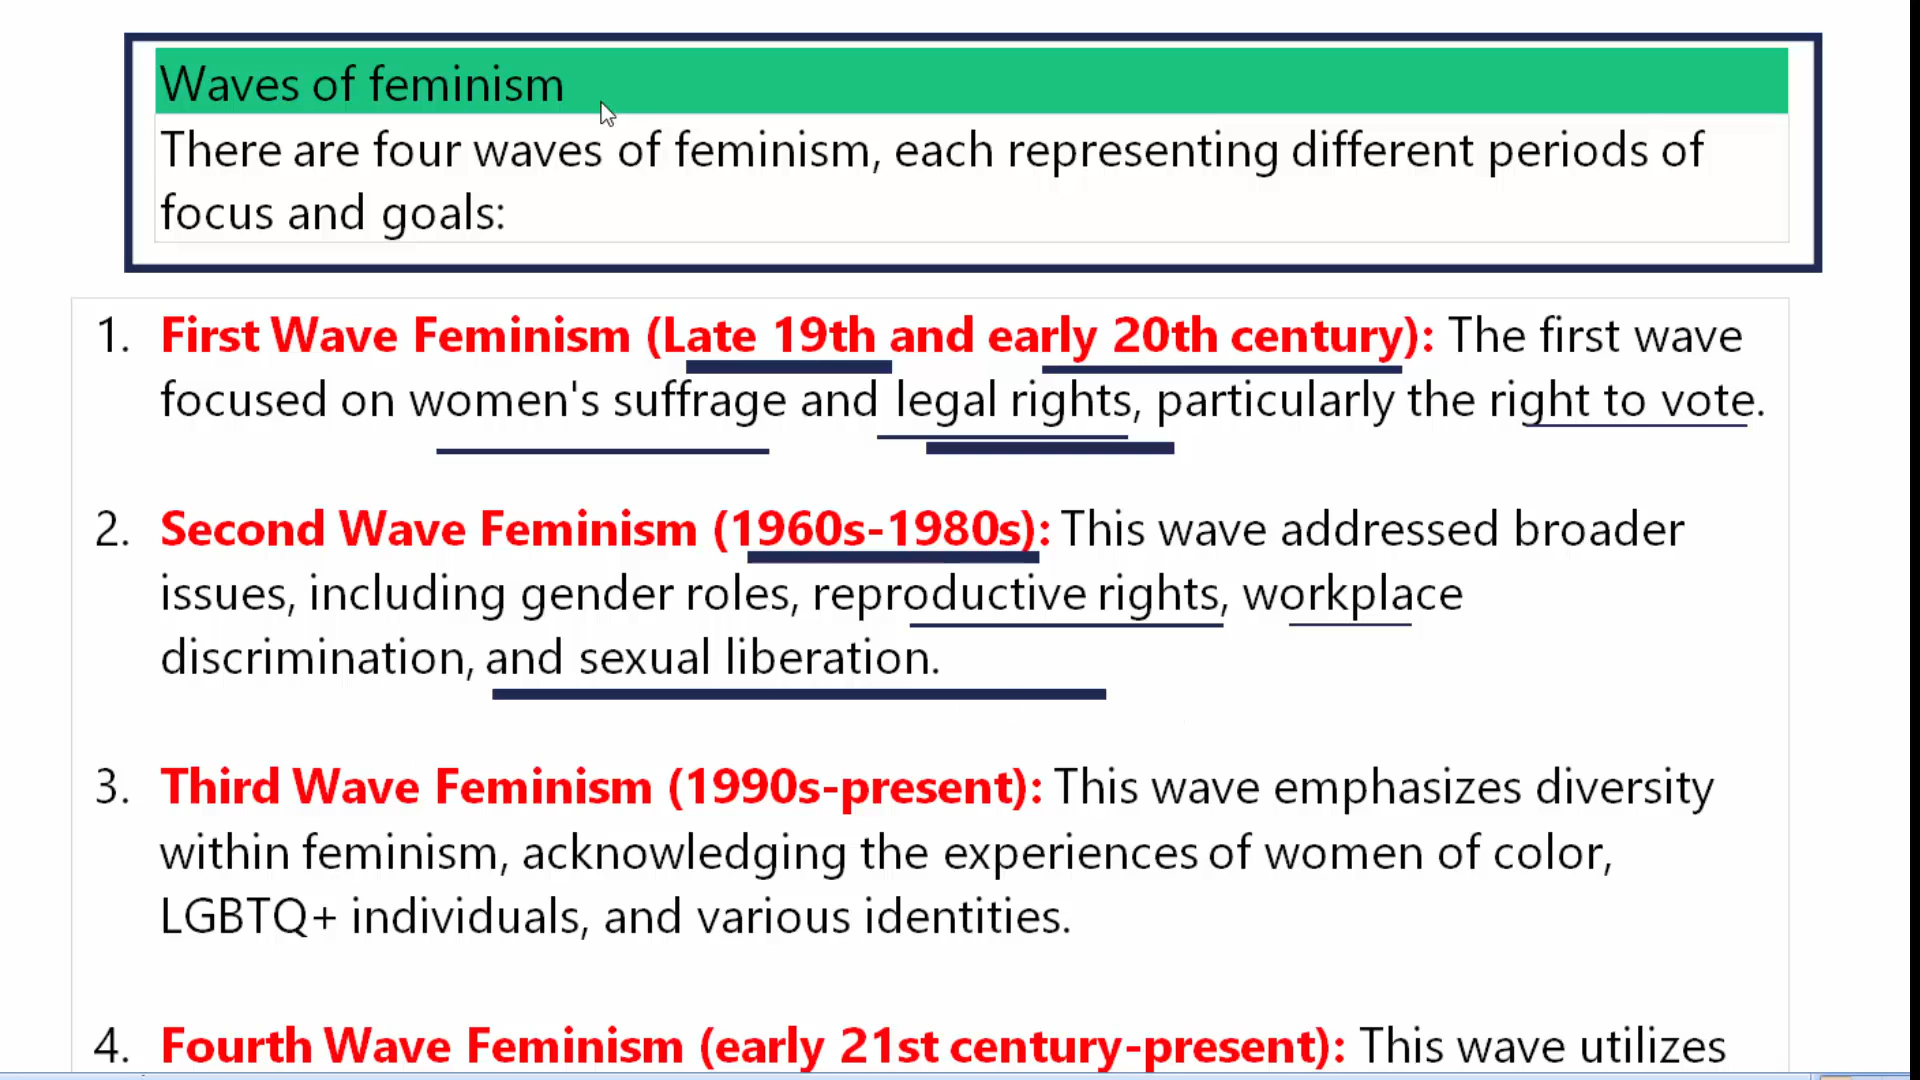 Waves of feminism
There are four waves of feminism, each representing different periods of
focus and goals:
1. First Wave Feminism (Late 19th and early 20th century): The first wave
focused on women's suffrage and legal rights, particularly the right to vote.
2. Second Wave Feminism (1960s-1980s): This wave addressed broader
issues, including gender roles, reproductive rights, workplace
discrimination, and sexual liberation.
3. Third Wave Feminism (1990s-present): This wave emphasizes diversity
within feminism, acknowledging the experiences of women of color,
LGBTQ+ individuals, and various identities.
4. Fourth Wave Feminism (early 21st century-present): This wave utilizes